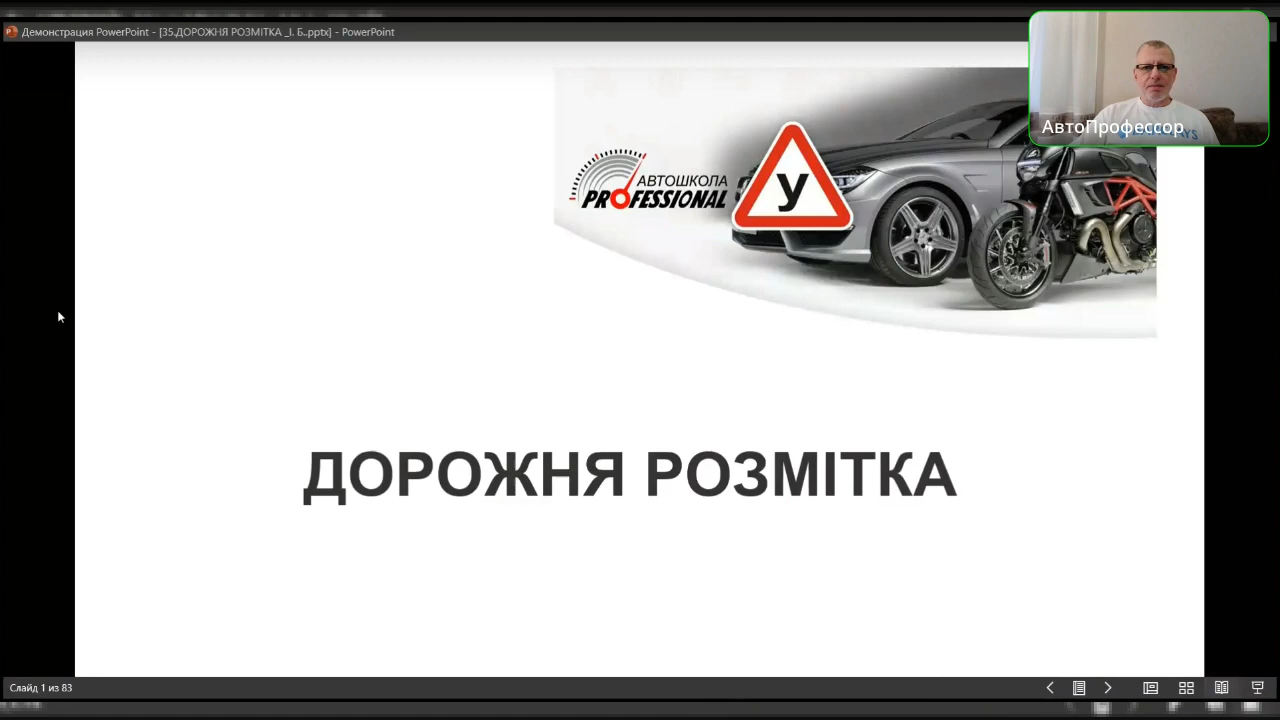 Демонстрация PowerPoint - [35.ДОРОЖНЯ РОЗМІТКА _І. Б..pptx] - PowerPoint
АвтоПрофессор
АВТОШКОЛА
PROFESSIONAL
У
ДОРОЖНЯ РОЗМІТКА
Слайд 1 из 83